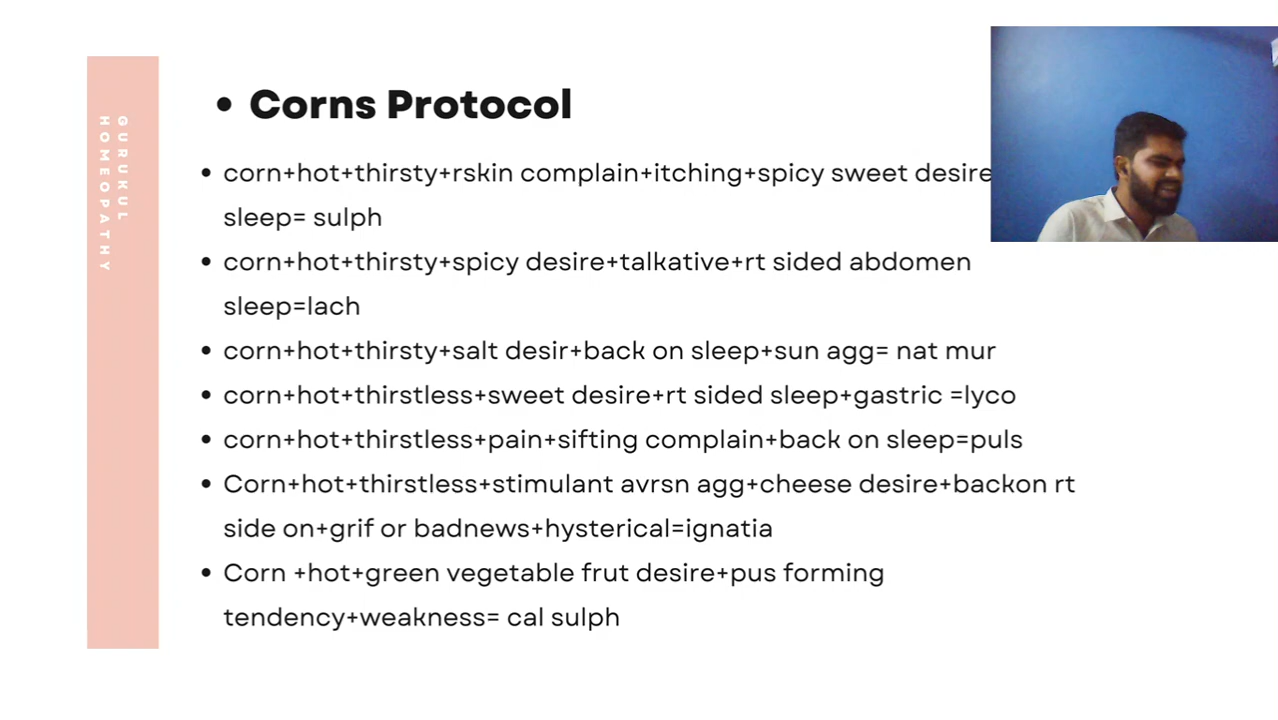 GURUKUL
HOMEOPATHY
Corns Protocol
corn+hot+thirsty+rskin complain+itching+spicy sweet desire
sleep= sulph
corn+hot+thirsty+spicy desire+talkative+rt sided abdomen
sleep=lach
corn+hot+thirsty+salt desir+back on sleep+sun agg= nat mur
corn+hot+thirstless+sweet desire+rt sided sleep+gastric =lyco
corn+hot+thirstless+pain+sifting complain+back on sleep=puls
Corn+hot+thirstless+stimulant avrsn agg+cheese desire+backon rt
side on+grif or badnews+hysterical=ignatia
Corn +hot+green vegetable frut desire+pus forming
tendency+weakness= cal sulph